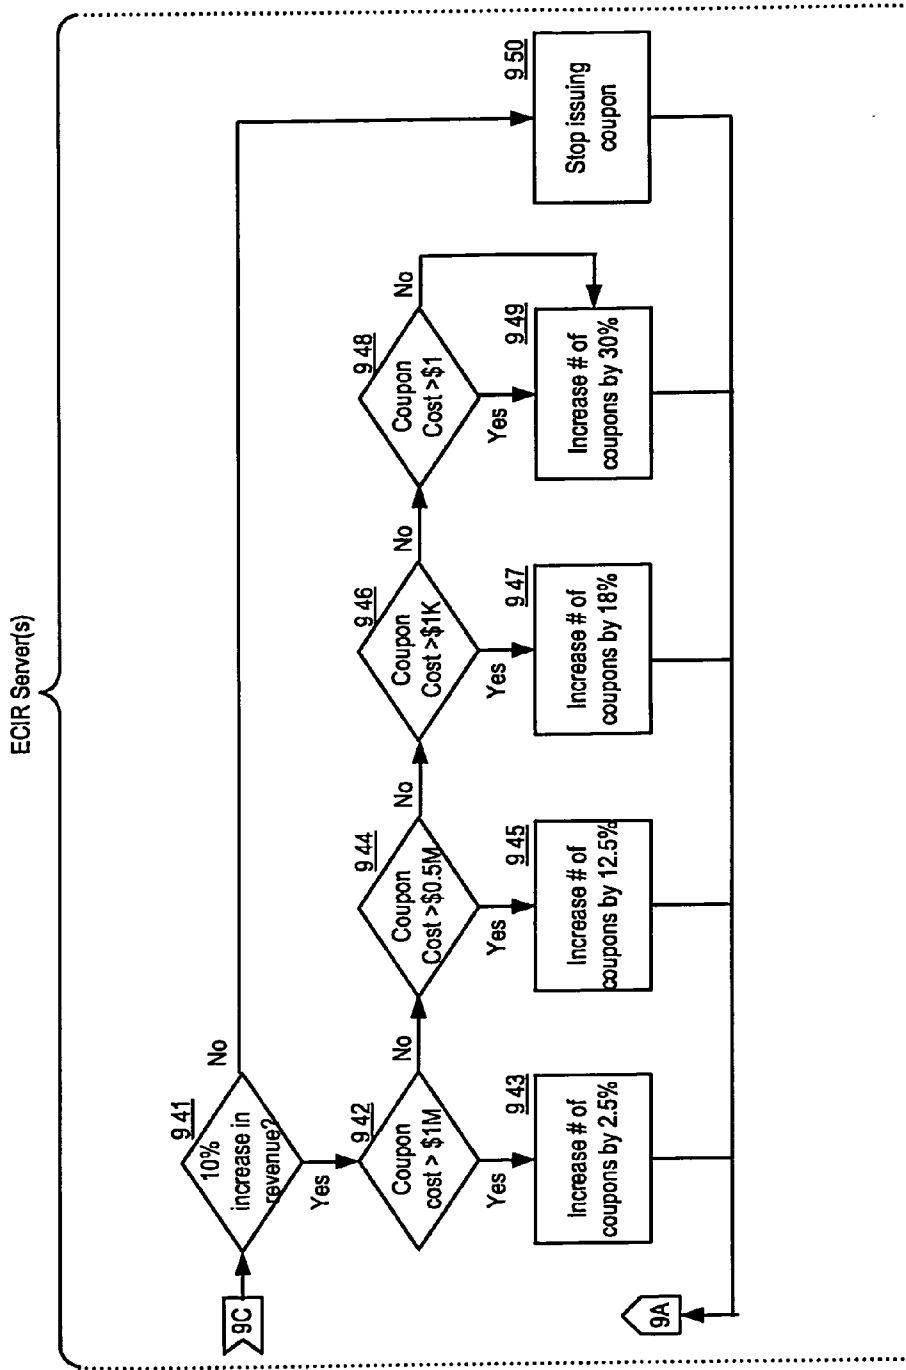 ECIR Server(s)
9C
9 41
10%
increase in
revenue?
No
Yes
9 42
Coupon
cost > $1M
No
Yes
9 43
Increase # of
coupons by 2.5%
9 44
Coupon
Cost >$0.5M
No
Yes
9 45
Increase # of
coupons by 12.5%
9 46
Coupon
Cost >$1K
No
Yes
9 47
Increase # of
coupons by 18%
9 48
Coupon
Cost >$1
No
Yes
9 49
Increase # of
coupons by 30%
9 50
Stop issuing
coupon
9A